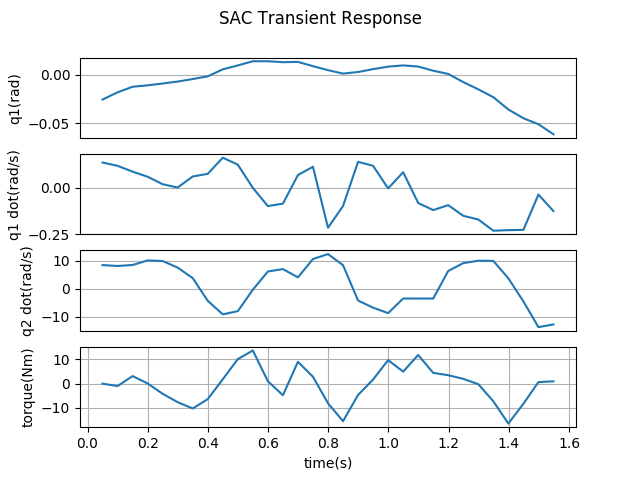 SAC Transient Response
q1(rad)
0.00
−0.05
q1 dot(rad/s)
0.00
−0.25
q2 dot(rad/s)
10
0
−10
torque(Nm)
10
0
−10
0.0 0.2 0.4 0.6 0.8 1.0 1.2 1.4 1.6
time(s)